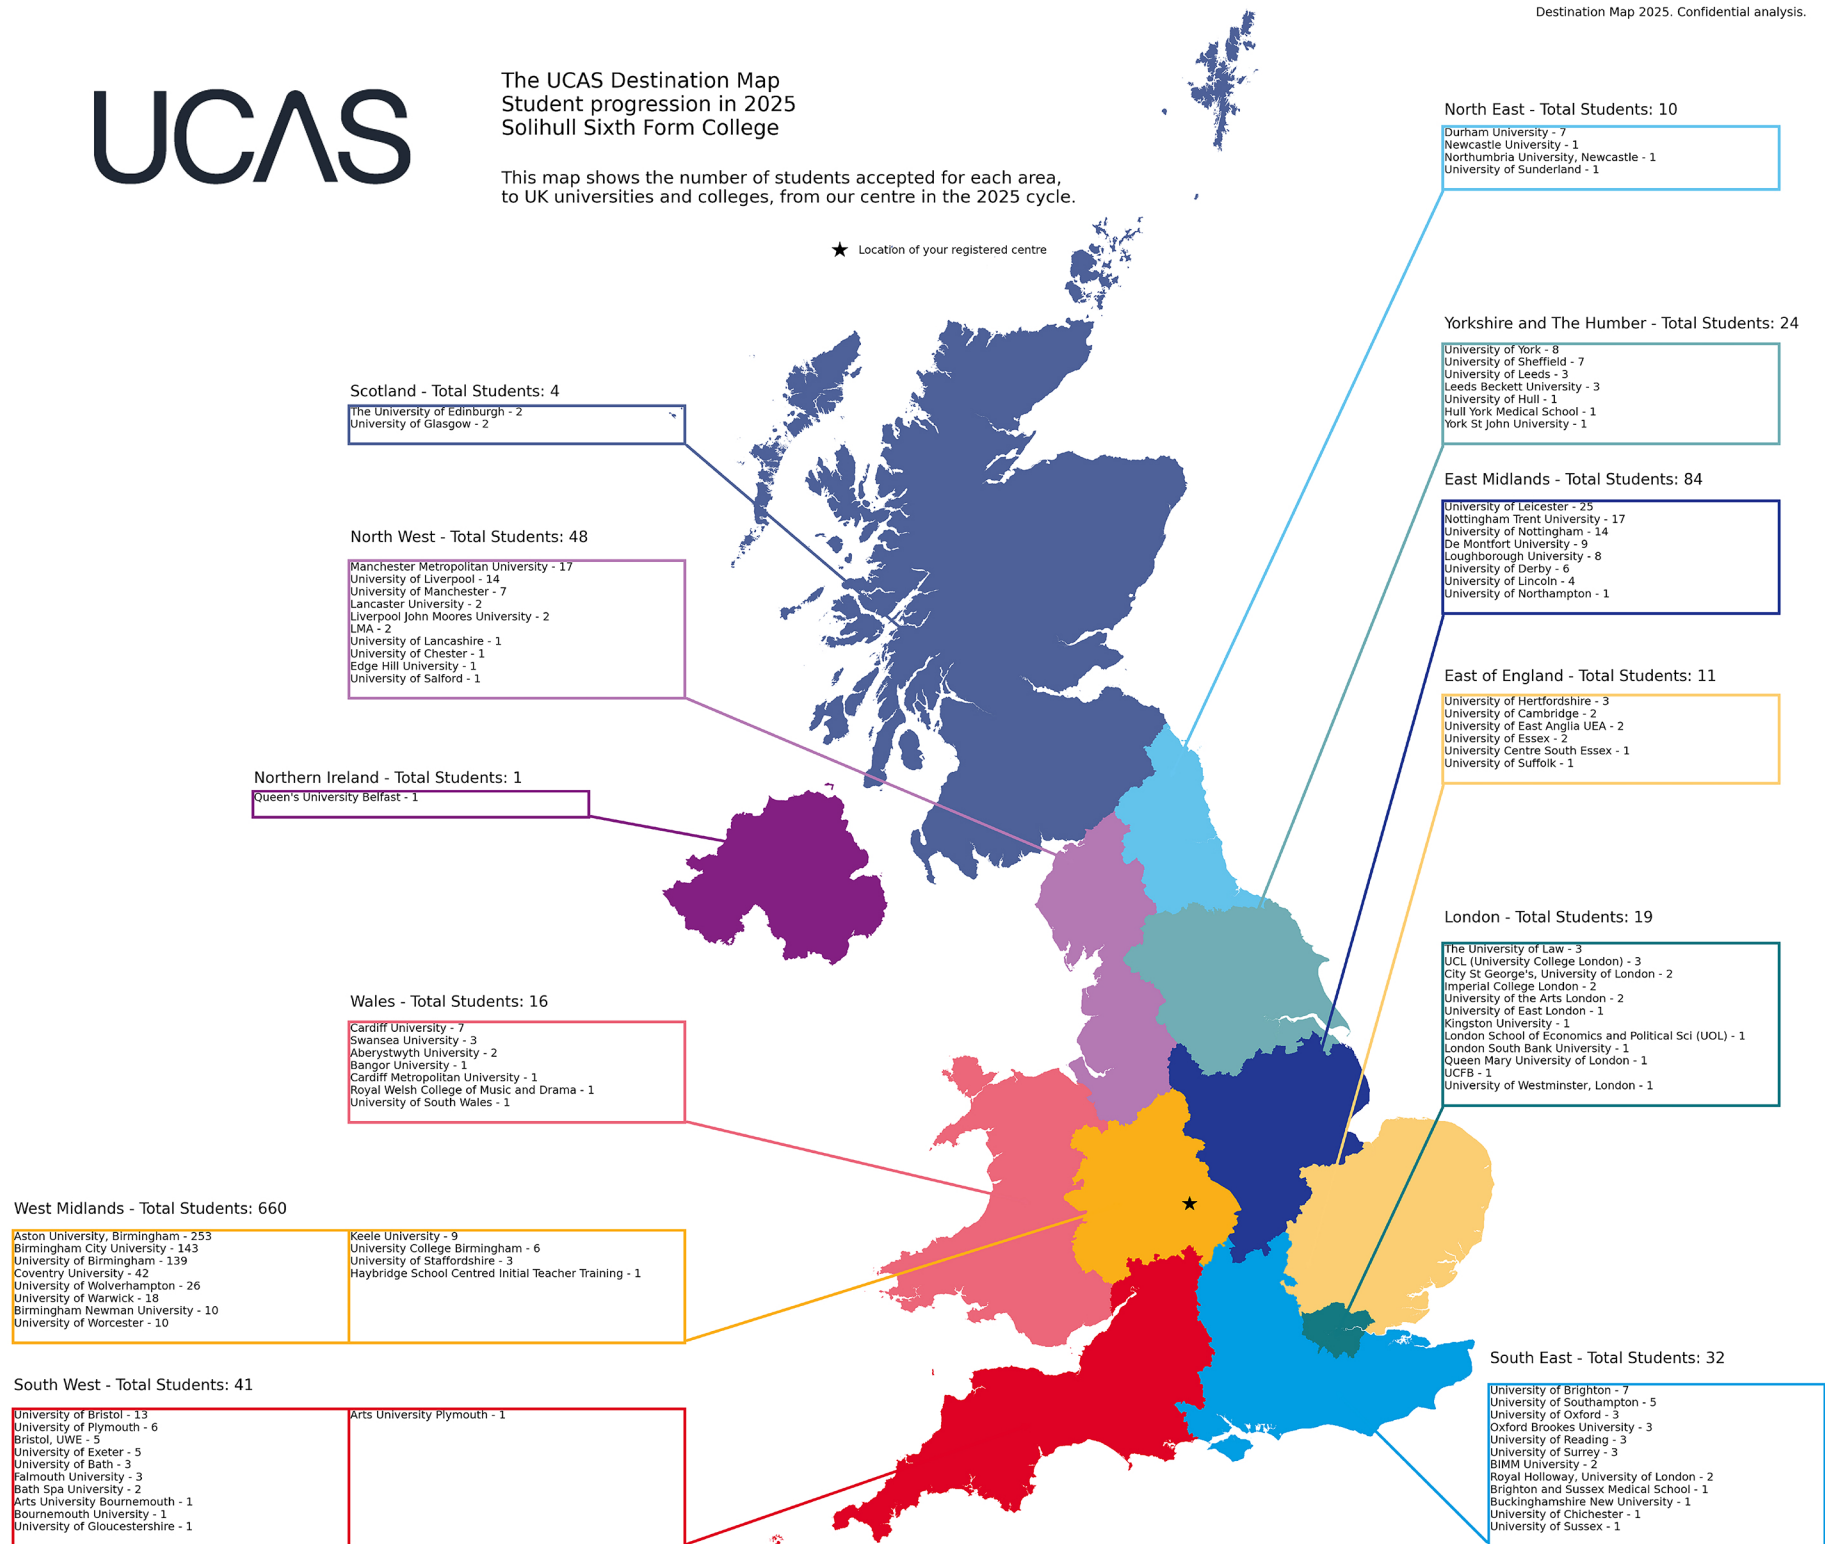 Destination Map 2025. Confidential analysis.
UCAS
The UCAS Destination Map
Student progression in 2025
Solihull Sixth Form College
This map shows the number of students accepted for each area,
to UK universities and colleges, from our centre in the 2025 cycle.
★ Location of your registered centre
North East - Total Students: 10
Durham University - 7
Newcastle University - 1
Northumbria University, Newcastle - 1
University of Sunderland - 1
Yorkshire and The Humber - Total Students: 24
University of York - 8
University of Sheffield - 7
University of Leeds - 3
Leeds Beckett University - 3
University of Hull - 1
Hull York Medical School - 1
York St John University - 1
Scotland - Total Students: 4
The University of Edinburgh - 2
University of Glasgow - 2
East Midlands - Total Students: 84
University of Leicester - 25
Nottingham Trent University - 17
University of Nottingham - 14
De Montfort University - 9
Loughborough University - 8
University of Derby - 6
University of Lincoln - 4
University of Northampton - 1
North West - Total Students: 48
Manchester Metropolitan University - 17
University of Liverpool - 14
University of Manchester - 7
Lancaster University - 2
Liverpool John Moores University - 2
LMA - 2
University of Lancashire - 1
University of Chester - 1
Edge Hill University - 1
University of Salford - 1
East of England - Total Students: 11
University of Hertfordshire - 3
University of Cambridge - 2
University of East Anglia UEA - 2
University of Essex - 2
University Centre South Essex - 1
University of Suffolk - 1
Northern Ireland - Total Students: 1
Queen's University Belfast - 1
London - Total Students: 19
The University of Law - 3
UCL (University College London) - 3
City St George's, University of London - 2
Imperial College London - 2
University of the Arts London - 2
University of East London - 1
Kingston University - 1
London School of Economics and Political Sci (UOL) - 1
London South Bank University - 1
Queen Mary University of London - 1
UCFB - 1
University of Westminster, London - 1
Wales - Total Students: 16
Cardiff University - 7
Swansea University - 3
Aberystwyth University - 2
Bangor University - 1
Cardiff Metropolitan University - 1
Royal Welsh College of Music and Drama - 1
University of South Wales - 1
West Midlands - Total Students: 660
Aston University, Birmingham - 253
Birmingham City University - 143
University of Birmingham - 139
Coventry University - 42
University of Wolverhampton - 26
University of Warwick - 18
Birmingham Newman University - 10
University of Worcester - 10
Keele University - 9
University College Birmingham - 6
University of Staffordshire - 3
Haybridge School Centred Initial Teacher Training - 1
South West - Total Students: 41
University of Bristol - 13
University of Plymouth - 6
Bristol, UWE - 5
University of Exeter - 5
University of Bath - 3
Falmouth University - 3
Bath Spa University - 2
Arts University Bournemouth - 1
Bournemouth University - 1
University of Gloucestershire - 1
Arts University Plymouth - 1
South East - Total Students: 32
University of Brighton - 7
University of Southampton - 5
University of Oxford - 3
Oxford Brookes University - 3
University of Reading - 3
University of Surrey - 3
BIMM University - 2
Royal Holloway, University of London - 2
Brighton and Sussex Medical School - 1
Buckinghamshire New University - 1
University of Chichester - 1
University of Sussex - 1